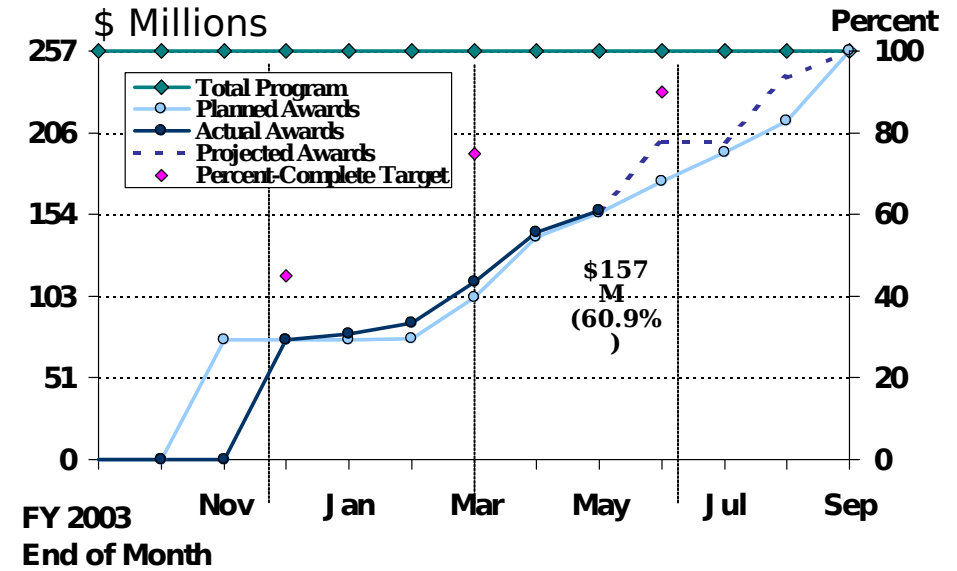 $ Millions
Percent
257
100
Total Program
Planned Awards
Actual Awards
Projected Awards
Percent-Complete Target
206
80
154
60
$157
M
(60.9%
)
103
40
51
20
0
0
Nov
Jan
Mar
May
Jul
Sep
FY 2003
End of Month